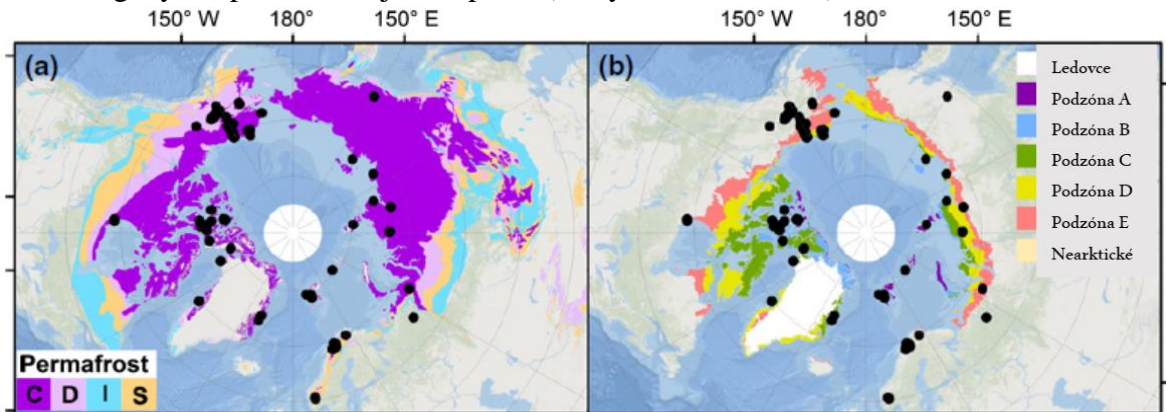 150° W 180° 150° E
150° W 180° 150° E
(a)
(b)
Ledovce
Podzóna A
Podzóna B
Podzóna C
Podzóna D
Podzóna E
Nearktické
Permafrost
C D I S